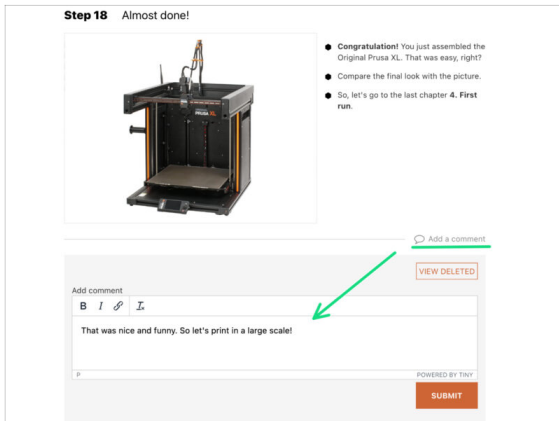 Step 18 Almost done!
Congratulation! You just assembled the
Original Prusa XL. That was easy, right?
Compare the final look with the picture.
So, let's go to the last chapter 4. First
run.
PRUSA XL
Add a comment
VIEW DELETED
Add comment
B I
That was nice and funny. So let's print in a large scale!
P
POWERED BY TINY
SUBMIT